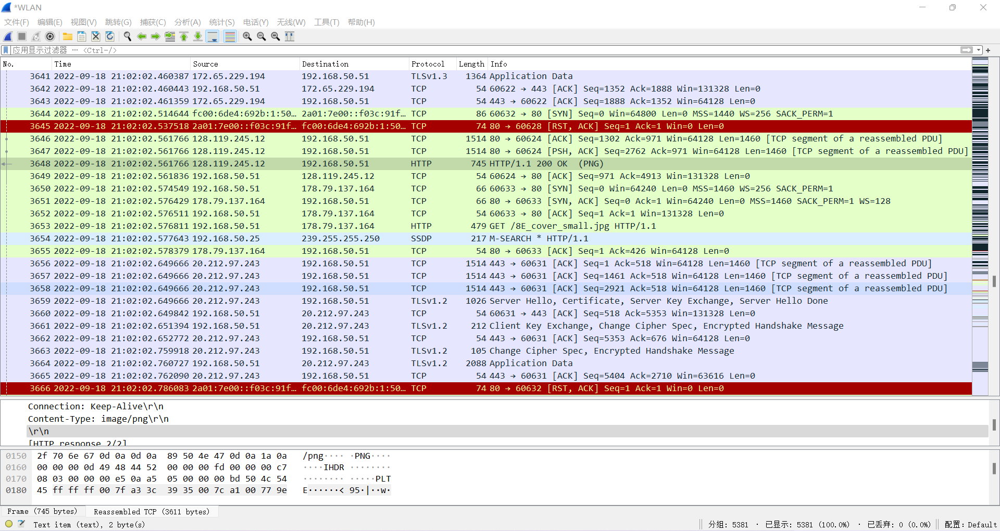 *WLAN
文件(F) 编辑(E) 视图(V) 跳转(G) 捕获(C) 分析(A) 统计(S) 电话(Y) 无线(W) 工具(T) 帮助(H)
应用显示过滤器 … <Ctrl-/>
No. Time Source Destination Protocol Length Info
3641 2022-09-18 21:02:02.460387 172.65.229.194 192.168.50.51 TLSv1.3 1364 Application Data
3642 2022-09-18 21:02:02.460443 192.168.50.51 172.65.229.194 TCP 54 60622 → 443 [ACK] Seq=1352 Ack=1888 Win=131328 Len=0
3643 2022-09-18 21:02:02.461359 172.65.229.194 192.168.50.51 TCP 54 443 → 60622 [ACK] Seq=1888 Ack=1352 Win=64128 Len=0
3644 2022-09-18 21:02:02.514644 fc00:6de4:692b:1:50… 2a01:7e00::f03c:91f… TCP 86 60632 → 80 [SYN] Seq=0 Win=64800 Len=0 MSS=1440 WS=256 SACK_PERM=1
3645 2022-09-18 21:02:02.537518 2a01:7e00::f03c:91f… fc00:6de4:692b:1:50… TCP 74 80 → 60628 [RST, ACK] Seq=1 Ack=1 Win=0 Len=0
3646 2022-09-18 21:02:02.561766 128.119.245.12 192.168.50.51 TCP 1514 80 → 60624 [ACK] Seq=1302 Ack=971 Win=64128 Len=1460 [TCP segment of a reassembled PDU]
3647 2022-09-18 21:02:02.561766 128.119.245.12 192.168.50.51 TCP 1514 80 → 60624 [PSH, ACK] Seq=2762 Ack=971 Win=64128 Len=1460 [TCP segment of a reassembled PDU]
3648 2022-09-18 21:02:02.561766 128.119.245.12 192.168.50.51 HTTP 745 HTTP/1.1 200 OK  (PNG)
3649 2022-09-18 21:02:02.561836 192.168.50.51 128.119.245.12 TCP 54 60624 → 80 [ACK] Seq=971 Ack=4913 Win=131328 Len=0
3650 2022-09-18 21:02:02.574549 192.168.50.51 178.79.137.164 TCP 66 60633 → 80 [SYN] Seq=0 Win=64240 Len=0 MSS=1460 WS=256 SACK_PERM=1
3651 2022-09-18 21:02:02.576429 178.79.137.164 192.168.50.51 TCP 66 80 → 60633 [SYN, ACK] Seq=0 Ack=1 Win=64240 Len=0 MSS=1460 SACK_PERM=1 WS=128
3652 2022-09-18 21:02:02.576511 192.168.50.51 178.79.137.164 TCP 54 60633 → 80 [ACK] Seq=1 Ack=1 Win=131328 Len=0
3653 2022-09-18 21:02:02.576811 192.168.50.51 178.79.137.164 HTTP 479 GET /8E_cover_small.jpg HTTP/1.1
3654 2022-09-18 21:02:02.577643 192.168.50.25 239.255.255.250 SSDP 217 M-SEARCH * HTTP/1.1
3655 2022-09-18 21:02:02.578379 178.79.137.164 192.168.50.51 TCP 54 80 → 60633 [ACK] Seq=1 Ack=426 Win=64128 Len=0
3656 2022-09-18 21:02:02.649666 20.212.97.243 192.168.50.51 TCP 1514 443 → 60631 [ACK] Seq=1 Ack=518 Win=64128 Len=1460 [TCP segment of a reassembled PDU]
3657 2022-09-18 21:02:02.649666 20.212.97.243 192.168.50.51 TCP 1514 443 → 60631 [ACK] Seq=1461 Ack=518 Win=64128 Len=1460 [TCP segment of a reassembled PDU]
3658 2022-09-18 21:02:02.649666 20.212.97.243 192.168.50.51 TCP 1514 443 → 60631 [ACK] Seq=2921 Ack=518 Win=64128 Len=1460 [TCP segment of a reassembled PDU]
3659 2022-09-18 21:02:02.649666 20.212.97.243 192.168.50.51 TLSv1.2 1026 Server Hello, Certificate, Server Key Exchange, Server Hello Done
3660 2022-09-18 21:02:02.649842 192.168.50.51 20.212.97.243 TCP 54 60631 → 443 [ACK] Seq=518 Ack=5353 Win=131328 Len=0
3661 2022-09-18 21:02:02.651394 192.168.50.51 20.212.97.243 TLSv1.2 212 Client Key Exchange, Change Cipher Spec, Encrypted Handshake Message
3662 2022-09-18 21:02:02.652772 20.212.97.243 192.168.50.51 TCP 54 443 → 60631 [ACK] Seq=5353 Ack=676 Win=64128 Len=0
3663 2022-09-18 21:02:02.759918 20.212.97.243 192.168.50.51 TLSv1.2 105 Change Cipher Spec, Encrypted Handshake Message
3664 2022-09-18 21:02:02.760727 192.168.50.51 20.212.97.243 TLSv1.2 2088 Application Data
3665 2022-09-18 21:02:02.762090 20.212.97.243 192.168.50.51 TCP 54 443 → 60631 [ACK] Seq=5404 Ack=2710 Win=63616 Len=0
3666 2022-09-18 21:02:02.786083 2a01:7e00::f03c:91f… fc00:6de4:692b:1:50… TCP 74 80 → 60632 [RST, ACK] Seq=1 Ack=1 Win=0 Len=0
Connection: Keep-Alive\r\n
Content-Type: image/png\r\n
\r\n
[HTTP response 2/2]
0150 2f 70 6e 67 0d 0a 0d 0a 89 50 4e 47 0d 0a 1a 0a /png···· ·PNG····
0160 00 00 00 0d 49 48 44 52 00 00 00 fd 00 00 00 c7 ····IHDR ········
0170 08 03 00 00 00 e5 0a a5 05 00 00 00 bd 50 4c 54 ········ ·····PLT
0180 45 ff ff ff 00 7f a3 3c 39 35 00 7c a1 00 77 9e E······< 95·|··w·
Frame (745 bytes) Reassembled TCP (3611 bytes)
Text item (text), 2 byte(s) 分组: 5381 · 已显示: 5381 (100.0%) · 已丢弃: 0 (0.0%) 配置: Default